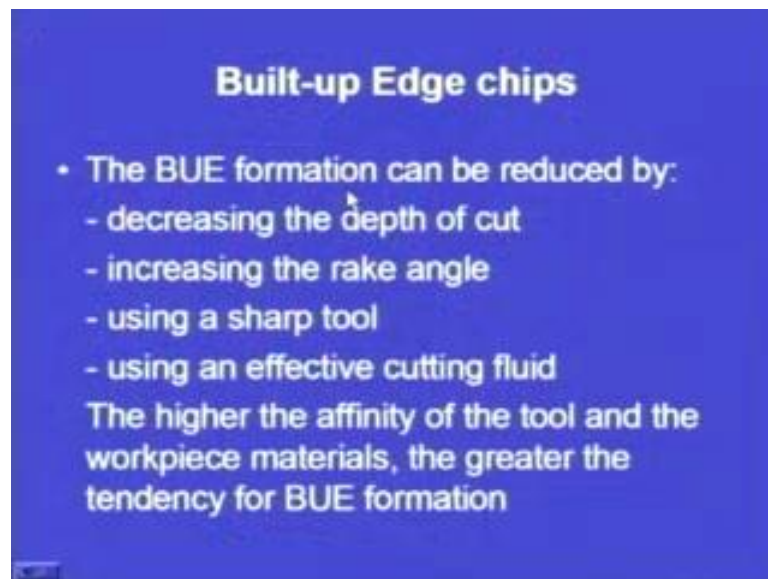 Built-up Edge chips
• The BUE formation can be reduced by:
- decreasing the depth of cut
- increasing the rake angle
- using a sharp tool
- using an effective cutting fluid
The higher the affinity of the tool and the
workpiece materials, the greater the
tendency for BUE formation